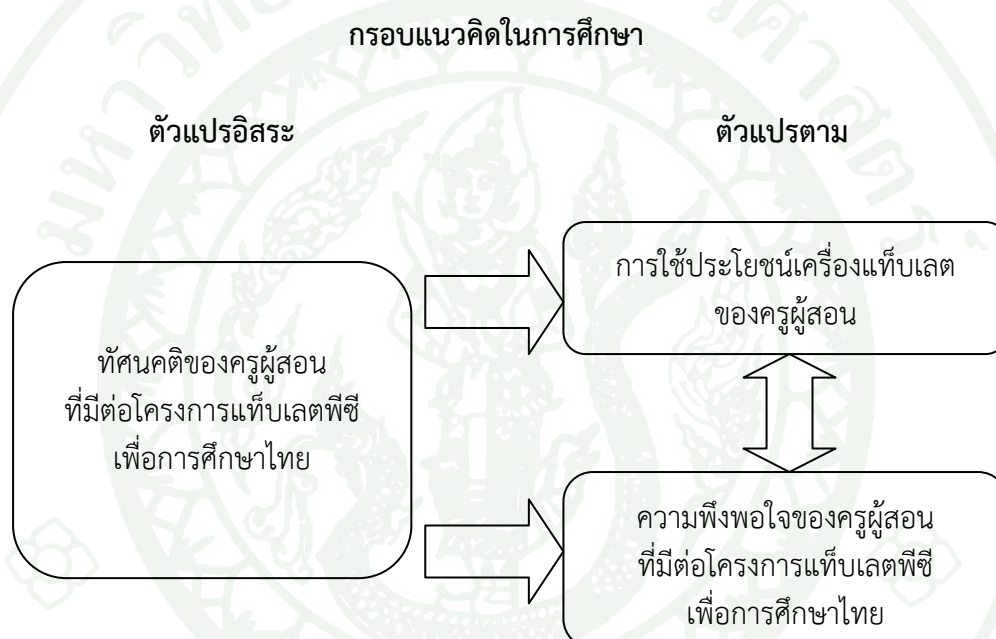 กรอบแนวคิดในการศึกษา
ตัวแปรอิสระ
ตัวแปรตาม
ทัศนคติของครูผู้สอน
ที่มีต่อโครงการแท็บเลตพีซี
เพื่อการศึกษาไทย
การใช้ประโยชน์เครื่องแท็บเลต
ของครูผู้สอน
ความพึงพอใจของครูผู้สอน
ที่มีต่อโครงการแท็บเลตพีซี
เพื่อการศึกษาไทย